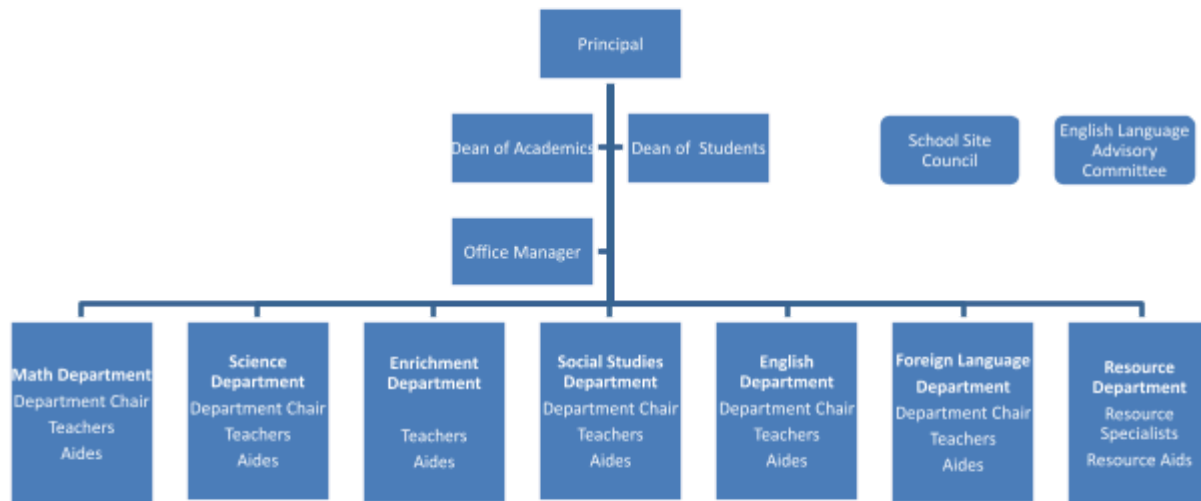 Principal
Dean of Academics
Dean of Students
School Site
Council
English Language
Advisory
Committee
Office Manager
Math Department
Department Chair
Teachers
Aides
Science
Department
Department Chair
Teachers
Aides
Enrichment
Department
Teachers
Aides
Social Studies
Department
Department Chair
Teachers
Aides
English
Department
Department Chair
Teachers
Aides
Foreign Language
Department
Department Chair
Teachers
Aides
Resource
Department
Resource
Specialists
Resource Aids